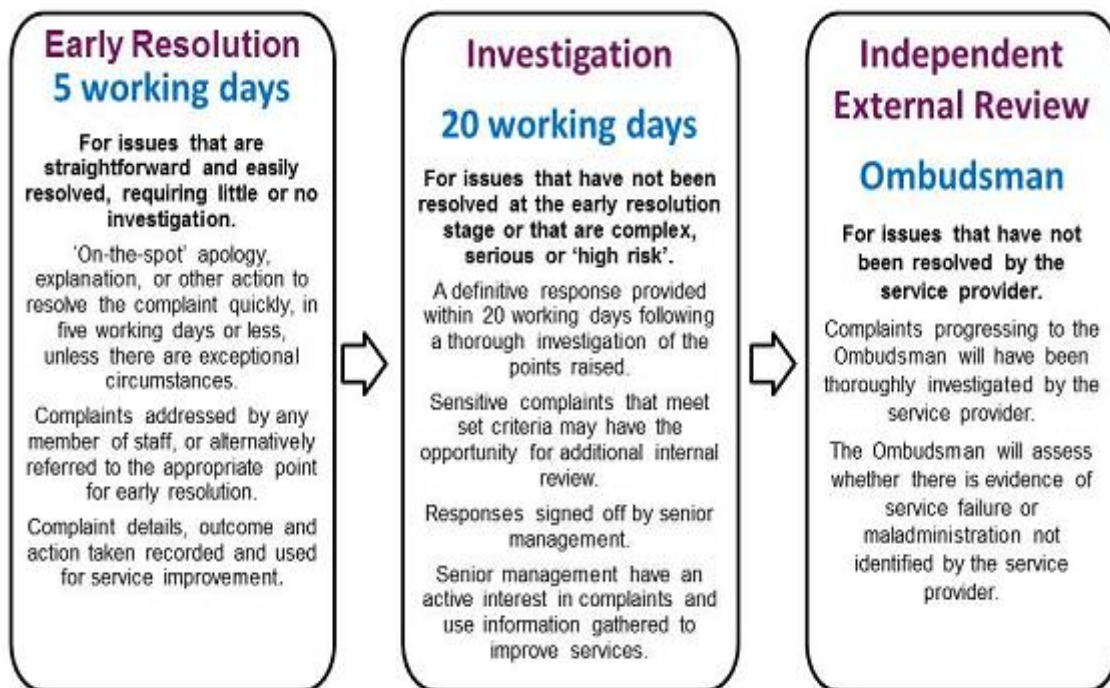 Early Resolution
5 working days
For issues that are
straightforward and easily
resolved, requiring little or no
investigation.
‘On-the-spot’ apology,
explanation, or other action to
resolve the complaint quickly, in
five working days or less,
unless there are exceptional
circumstances.
Complaints addressed by any
member of staff, or alternatively
referred to the appropriate point
for early resolution.
Complaint details, outcome and
action taken recorded and used
for service improvement.
Investigation
20 working days
For issues that have not been
resolved at the early resolution
stage or that are complex,
serious or ‘high risk’.
A definitive response provided
within 20 working days following
a thorough investigation of the
points raised.
Sensitive complaints that meet
set criteria may have the
opportunity for additional internal
review.
Responses signed off by senior
management.
Senior management have an
active interest in complaints and
use information gathered to
improve services.
Independent
External Review
Ombudsman
For issues that have not
been resolved by the
service provider.
Complaints progressing to the
Ombudsman will have been
thoroughly investigated by the
service provider.
The Ombudsman will assess
whether there is evidence of
service failure or
maladministration not
identified by the service
provider.